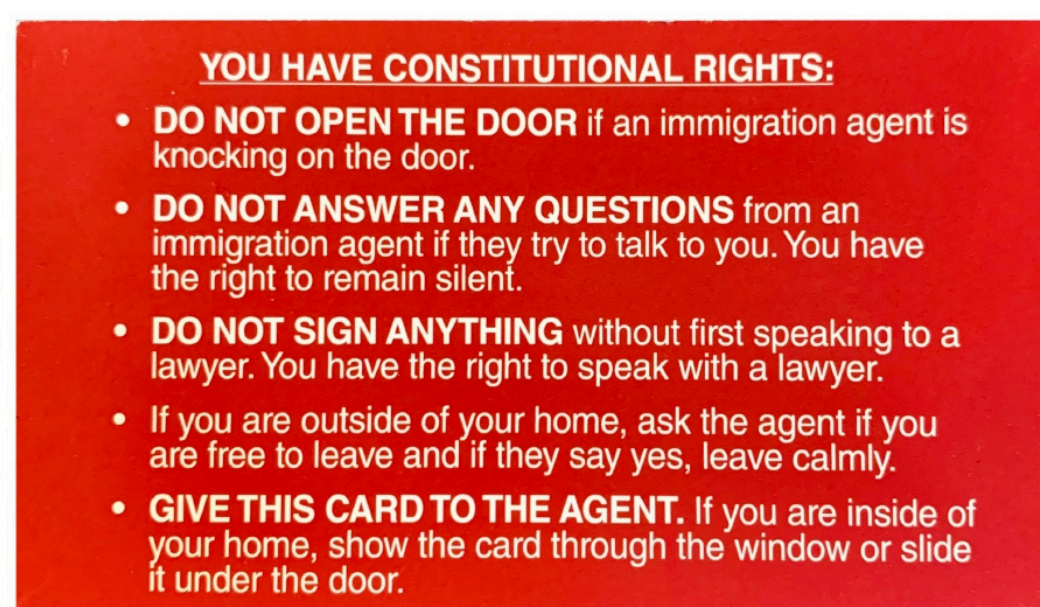 YOU HAVE CONSTITUTIONAL RIGHTS:
• DO NOT OPEN THE DOOR if an immigration agent is
knocking on the door.
• DO NOT ANSWER ANY QUESTIONS from an
immigration agent if they try to talk to you. You have
the right to remain silent.
• DO NOT SIGN ANYTHING without first speaking to a
lawyer. You have the right to speak with a lawyer.
• If you are outside of your home, ask the agent if you
are free to leave and if they say yes, leave calmly.
• GIVE THIS CARD TO THE AGENT. If you are inside of
your home, show the card through the window or slide
it under the door.